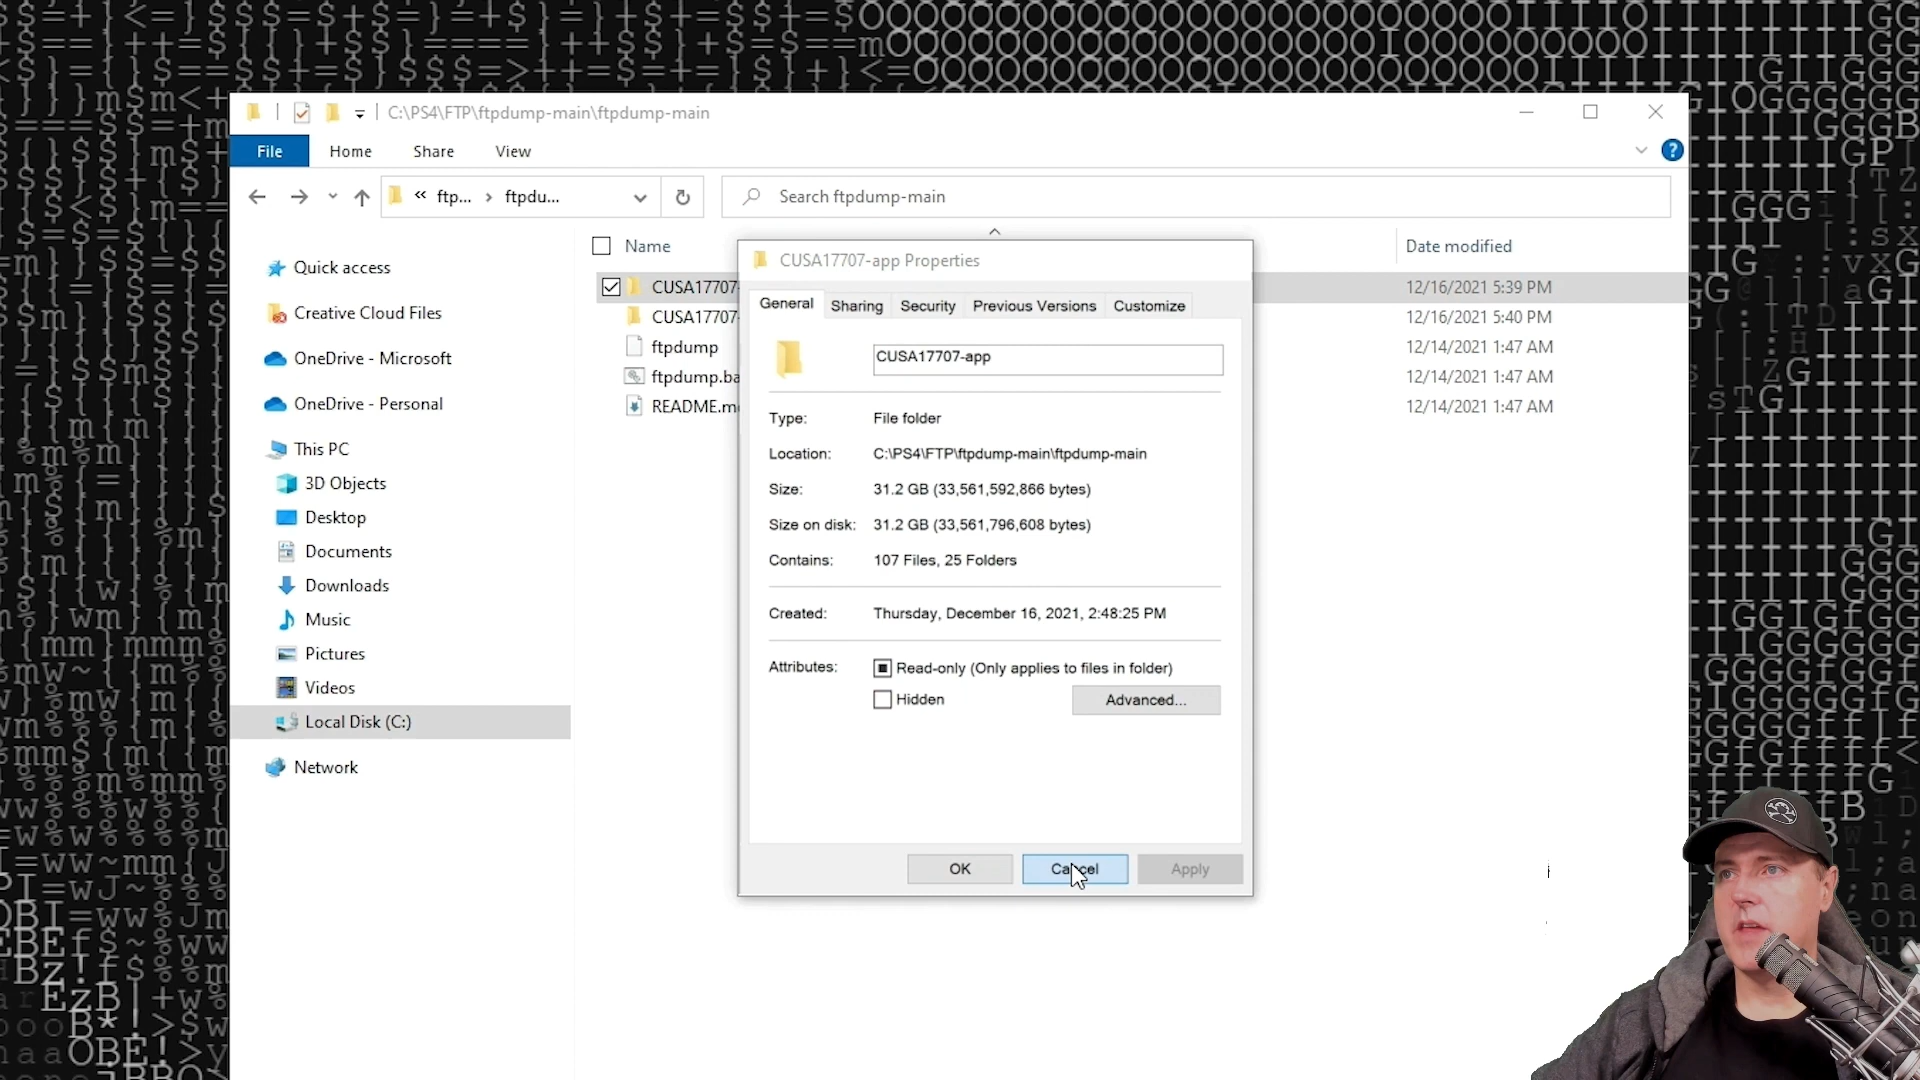 C:\PS4\FTP\ftpdump-main\ftpdump-main
File Home Share View
« ftp... › ftpdu... Search ftpdump-main
Quick access
Creative Cloud Files
OneDrive - Microsoft
OneDrive - Personal
This PC
3D Objects
Desktop
Documents
Downloads
Music
Pictures
Videos
Local Disk (C:)
Network
Name Date modified
CUSA17707- 12/16/2021 5:39 PM
CUSA17707- 12/16/2021 5:40 PM
ftpdump 12/14/2021 1:47 AM
ftpdump.ba 12/14/2021 1:47 AM
README.m 12/14/2021 1:47 AM
CUSA17707-app Properties
General Sharing Security Previous Versions Customize
CUSA17707-app
Type: File folder
Location: C:\PS4\FTP\ftpdump-main\ftpdump-main
Size: 31.2 GB (33,561,592,866 bytes)
Size on disk: 31.2 GB (33,561,796,608 bytes)
Contains: 107 Files, 25 Folders
Created: Thursday, December 16, 2021, 2:48:25 PM
Attributes: Read-only (Only applies to files in folder)
Hidden Advanced...
OK Cancel Apply